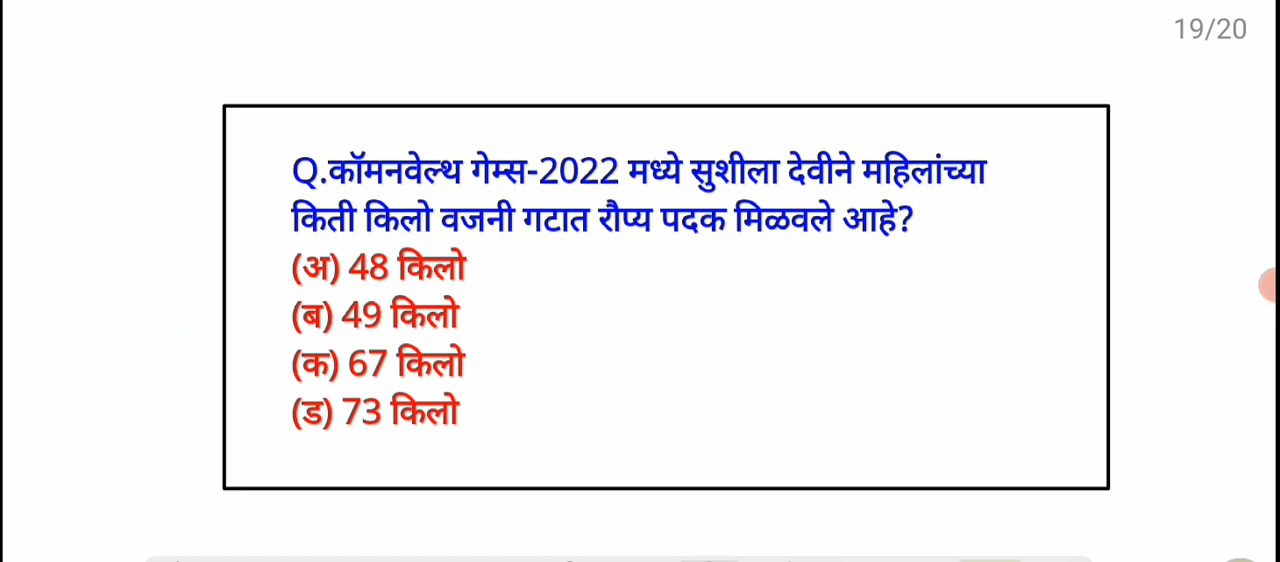 19/20
Q.कॉमनवेल्थ गेम्स-2022 मध्ये सुशीला देवीने महिलांच्या
किती किलो वजनी गटात रौप्य पदक मिळवले आहे?
(अ) 48 किलो
(ब) 49 किलो
(क) 67 किलो
(ड) 73 किलो